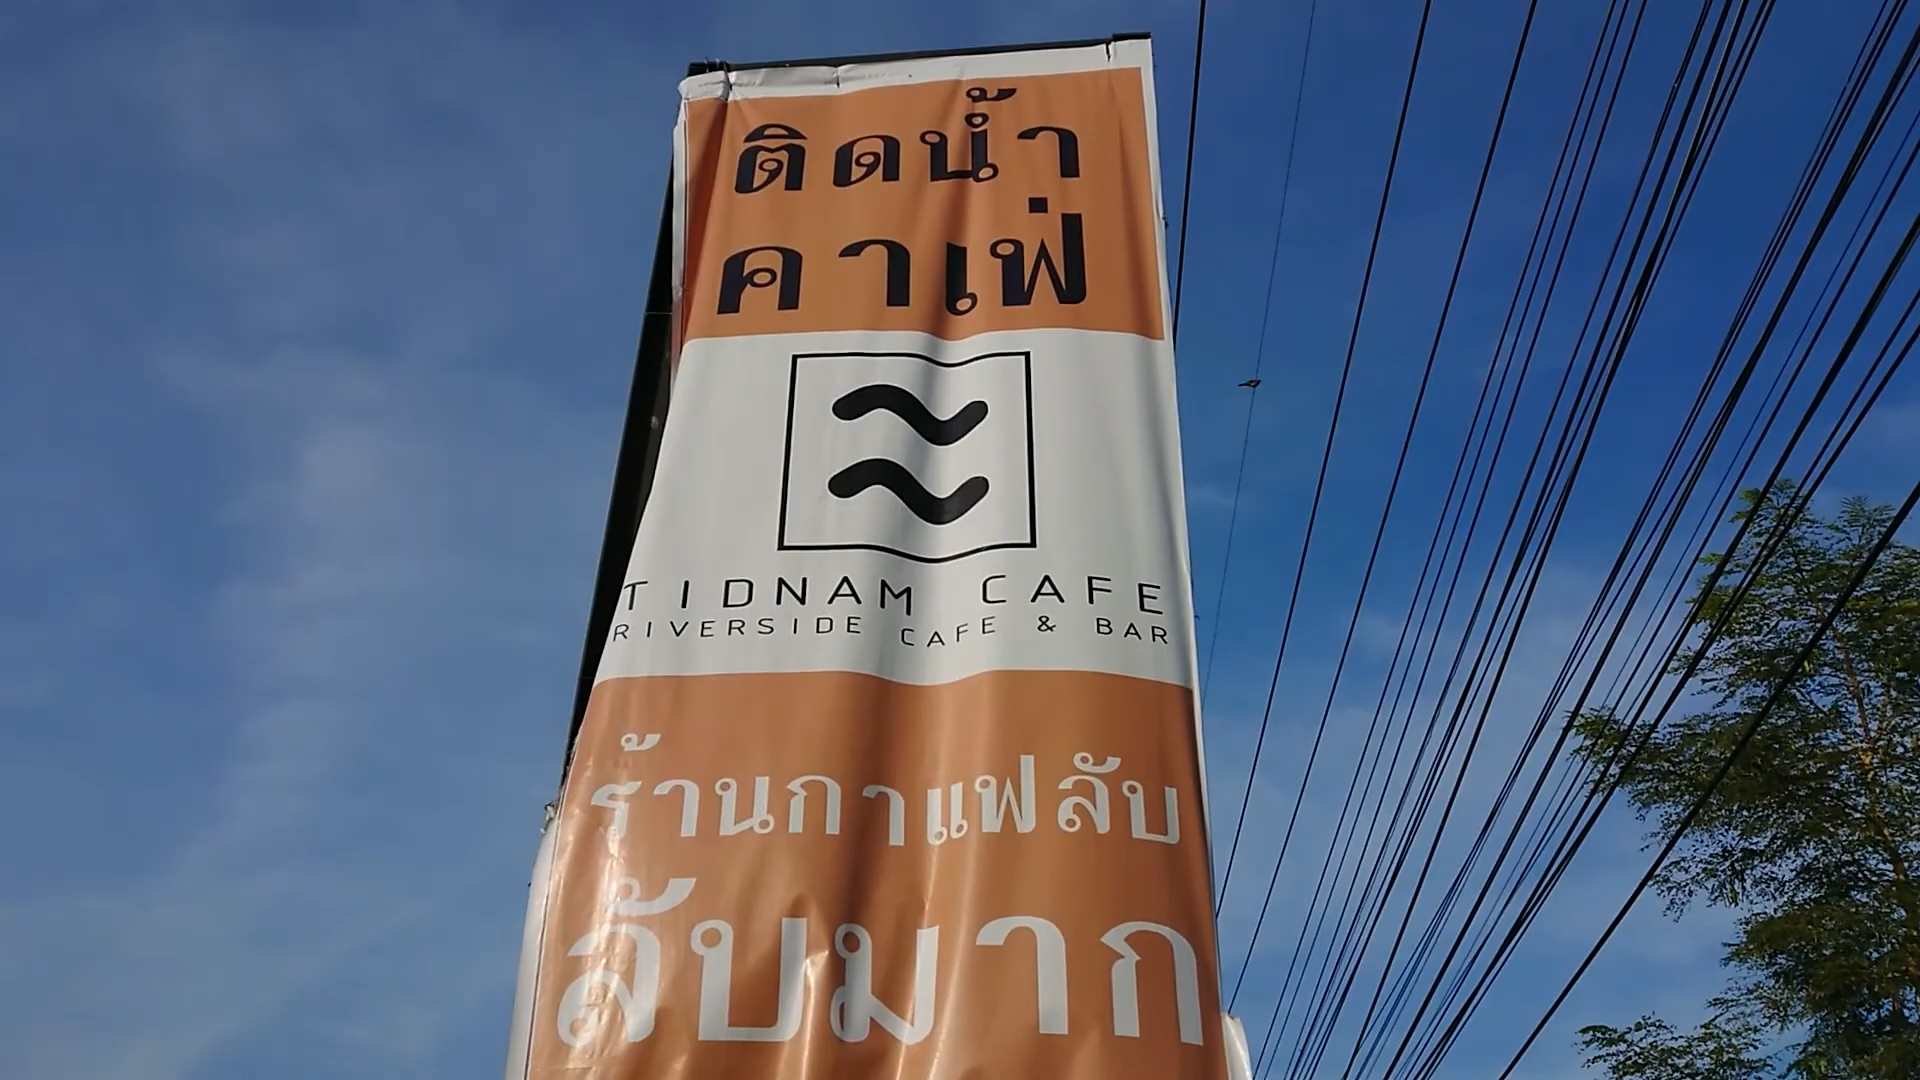 ติดน้ำ
คาเฟ่
TIDNAM CAFE
RIVERSIDE CAFE & BAR
ร้านกาแฟลับ
ลับมาก